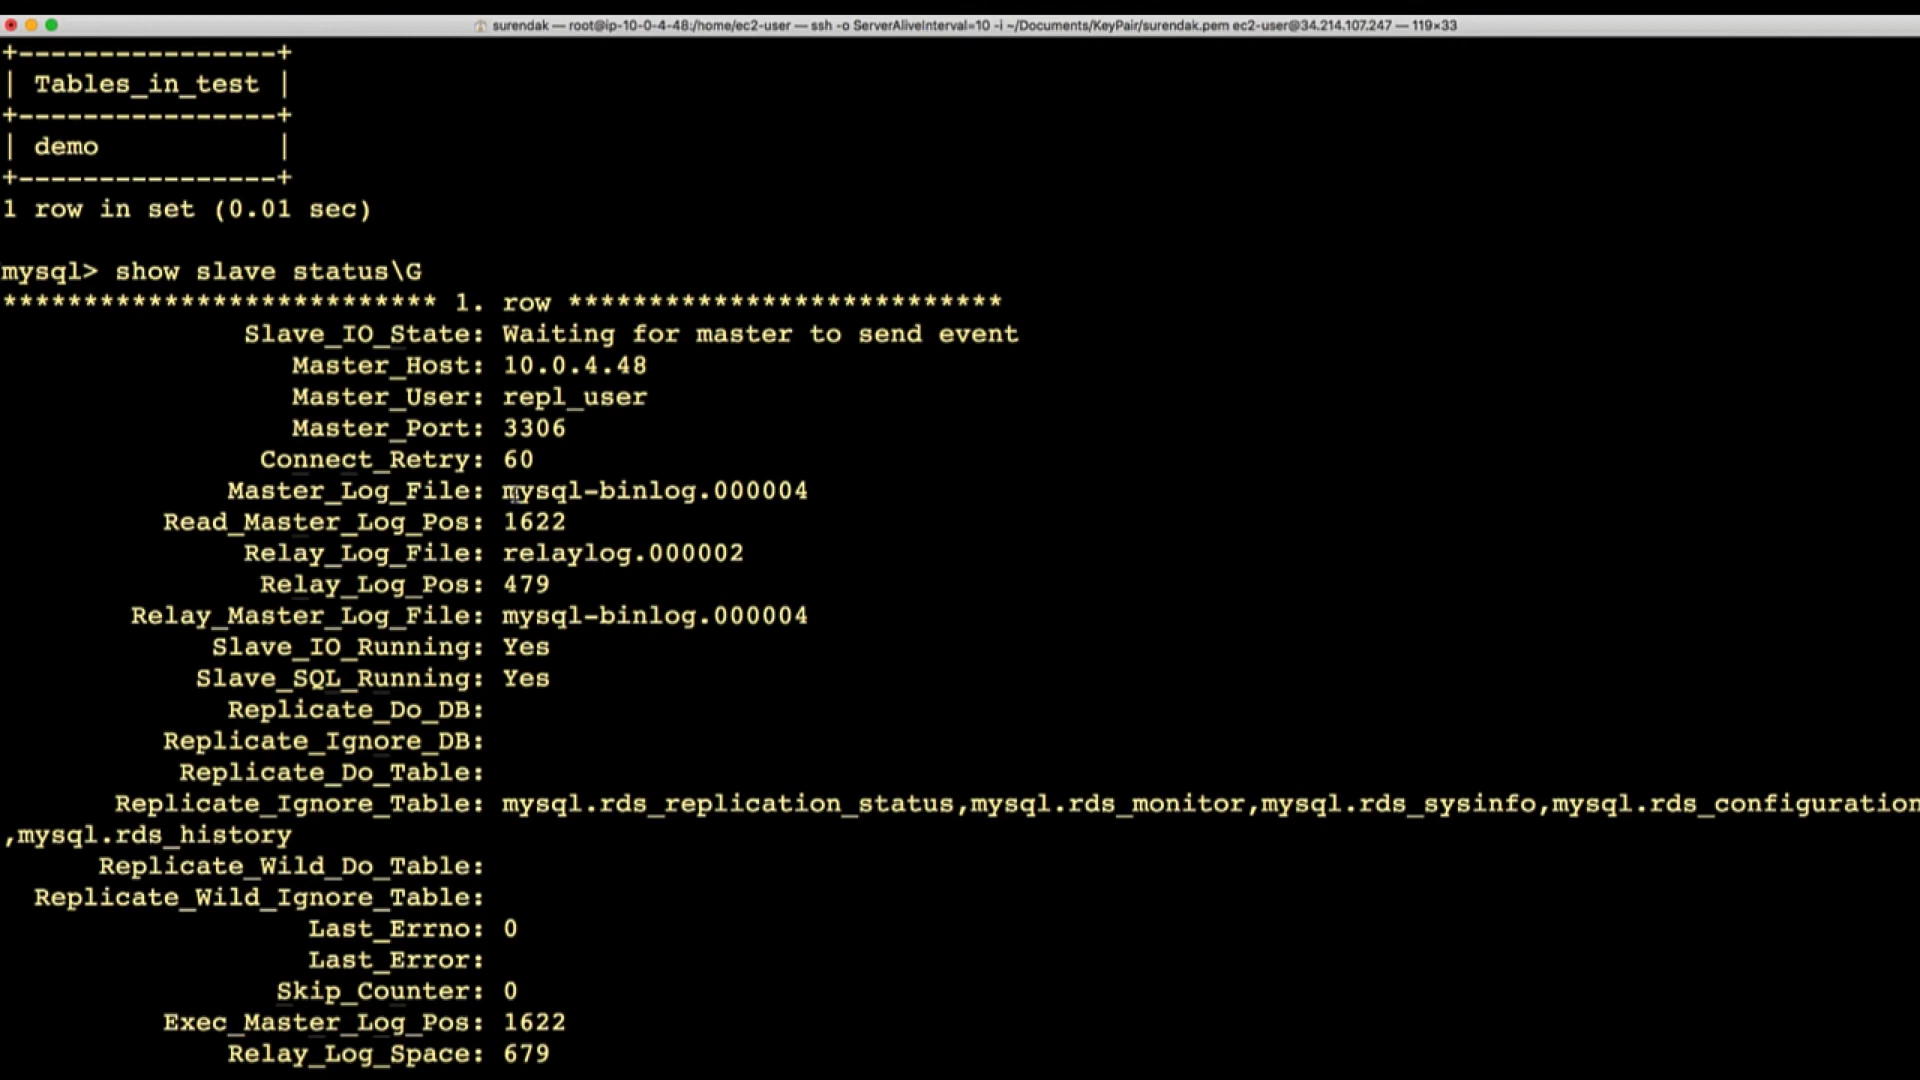 surendak — root@ip-10-0-4-48:/home/ec2-user — ssh -o ServerAliveInterval=10 -i ~/Documents/KeyPair/surendak.pem ec2-user@34.214.107.247 — 119×33
+----------------+
| Tables_in_test |
+----------------+
| demo           |
+----------------+
1 row in set (0.01 sec)
mysql> show slave status\G
*************************** 1. row ***************************
Slave_IO_State: Waiting for master to send event
Master_Host: 10.0.4.48
Master_User: repl_user
Master_Port: 3306
Connect_Retry: 60
Master_Log_File: mysql-binlog.000004
Read_Master_Log_Pos: 1622
Relay_Log_File: relaylog.000002
Relay_Log_Pos: 479
Relay_Master_Log_File: mysql-binlog.000004
Slave_IO_Running: Yes
Slave_SQL_Running: Yes
Replicate_Do_DB:
Replicate_Ignore_DB:
Replicate_Do_Table:
Replicate_Ignore_Table: mysql.rds_replication_status,mysql.rds_monitor,mysql.rds_sysinfo,mysql.rds_configuration
,mysql.rds_history
Replicate_Wild_Do_Table:
Replicate_Wild_Ignore_Table:
Last_Errno: 0
Last_Error:
Skip_Counter: 0
Exec_Master_Log_Pos: 1622
Relay_Log_Space: 679